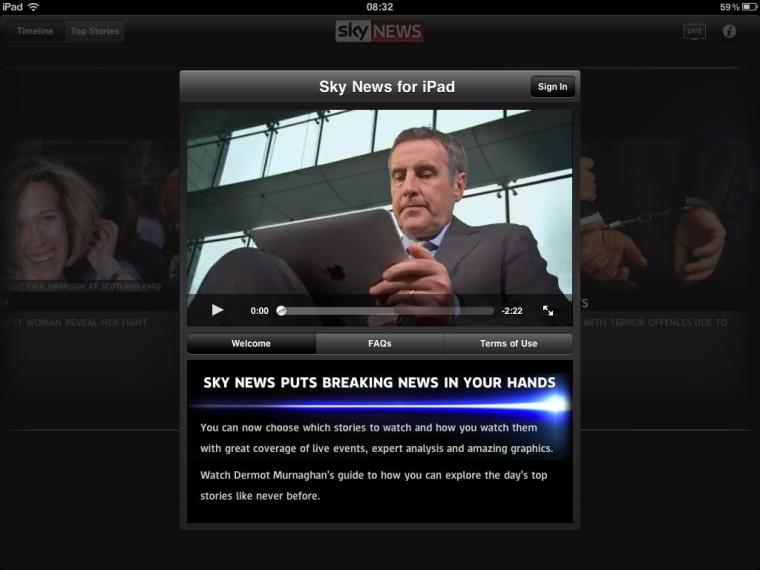 iPad 08:32 59%
Timeline Top Stories sky NEWS LIVE i
Sky News for iPad Sign In
PAUL HARRISON AT SCOTLAND YARD
WOMAN REVEAL HER FIGHT
WITH TERROR OFFENCES DUE TO
0:00 -2:22
Welcome FAQs Terms of Use
SKY NEWS PUTS BREAKING NEWS IN YOUR HANDS
You can now choose which stories to watch and how you watch them
with great coverage of live events, expert analysis and amazing graphics.
Watch Dermot Murnaghan's guide to how you can explore the day's top
stories like never before.